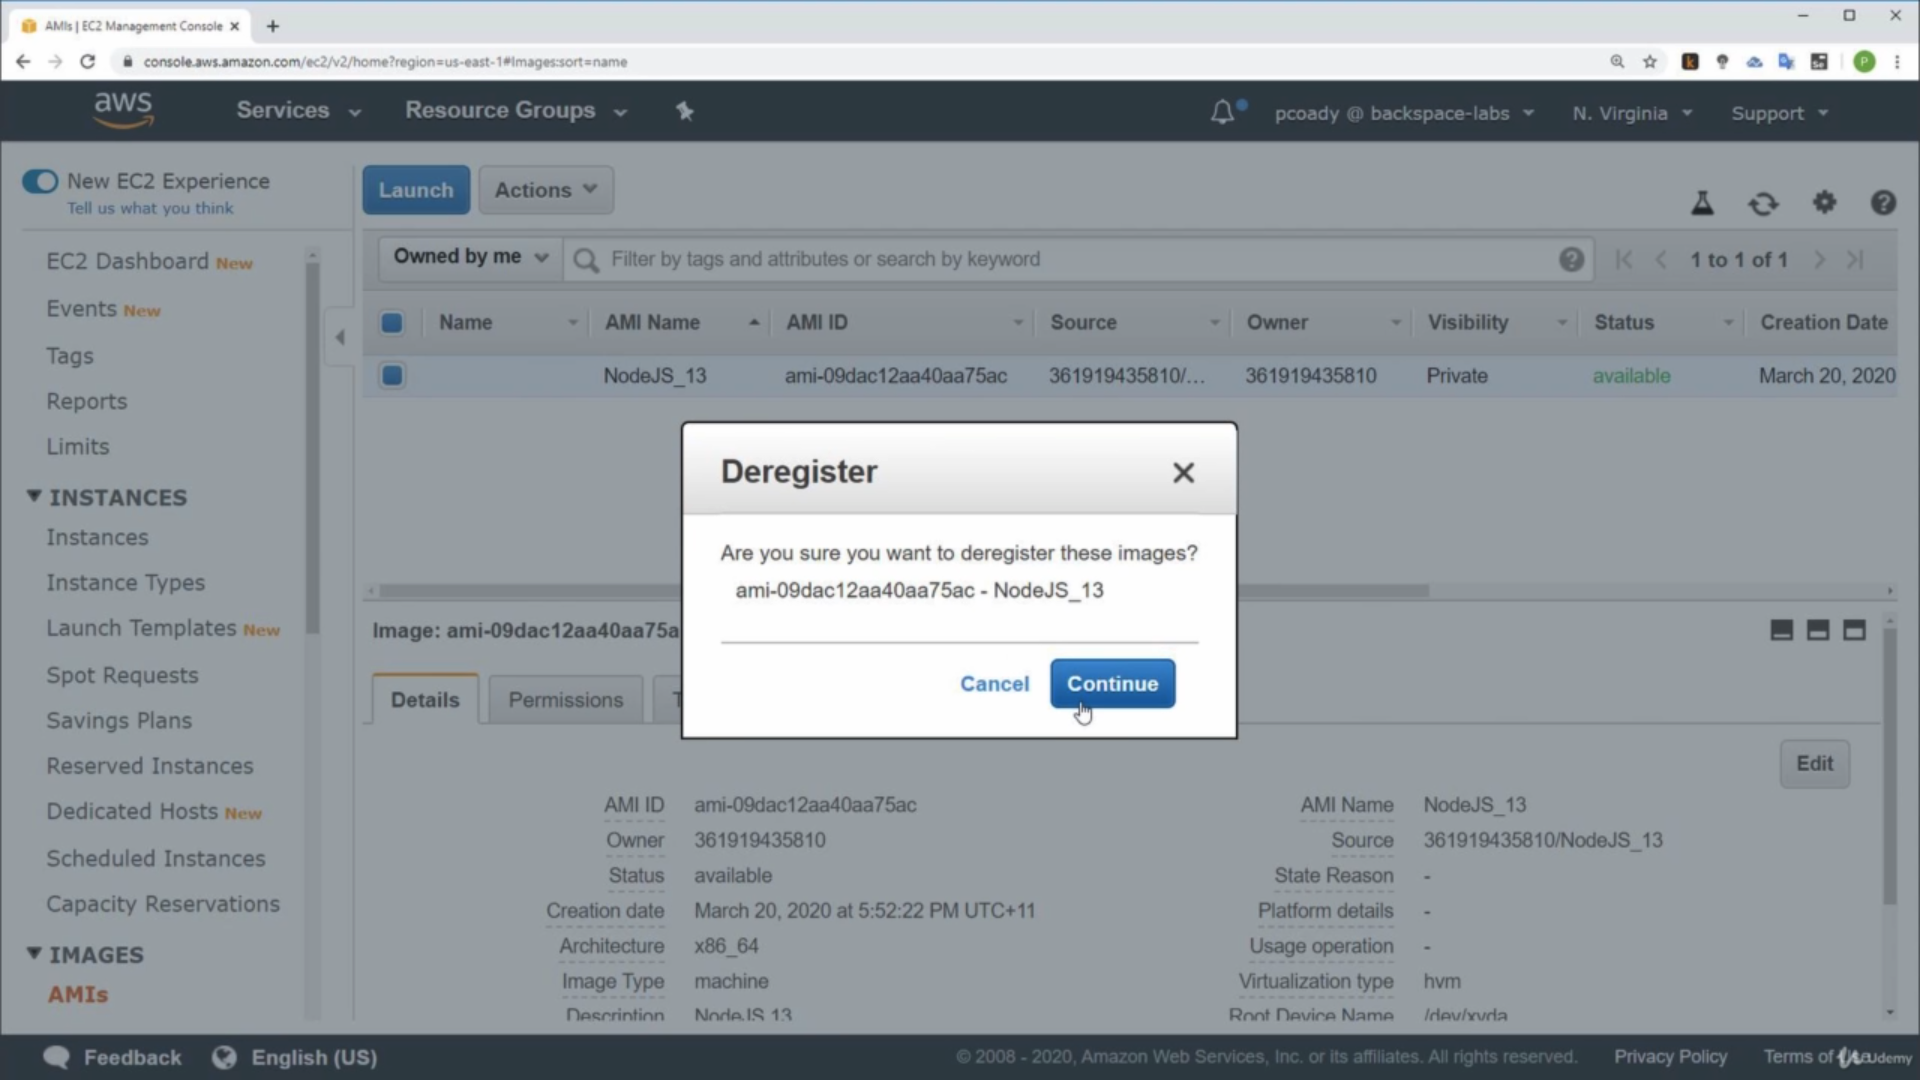 AMIs | EC2 Management Console
console.aws.amazon.com/ec2/v2/home?region=us-east-1#Images:sort=name
aws
Services
Resource Groups
pcoady @ backspace-labs
N. Virginia
Support
New EC2 Experience
Tell us what you think
EC2 Dashboard New
Events New
Tags
Reports
Limits
INSTANCES
Instances
Instance Types
Launch Templates New
Spot Requests
Savings Plans
Reserved Instances
Dedicated Hosts New
Scheduled Instances
Capacity Reservations
IMAGES
AMIs
Launch
Actions
Owned by me
Filter by tags and attributes or search by keyword
1 to 1 of 1
Name AMI Name AMI ID Source Owner Visibility Status Creation Date
NodeJS_13 ami-09dac12aa40aa75ac 361919435810/... 361919435810 Private available March 20, 2020
Deregister
Are you sure you want to deregister these images?
ami-09dac12aa40aa75ac - NodeJS_13
Cancel
Continue
Image: ami-09dac12aa40aa75a
Details
Permissions
T
Edit
AMI ID ami-09dac12aa40aa75ac
Owner 361919435810
Status available
Creation date March 20, 2020 at 5:52:22 PM UTC+11
Architecture x86_64
Image Type machine
Description NodeJS 13
AMI Name NodeJS_13
Source 361919435810/NodeJS_13
State Reason -
Platform details -
Usage operation -
Virtualization type hvm
Root Device Name /dev/xvda
Feedback
English (US)
© 2008 - 2020, Amazon Web Services, Inc. or its affiliates. All rights reserved.
Privacy Policy
Terms of
Udemy